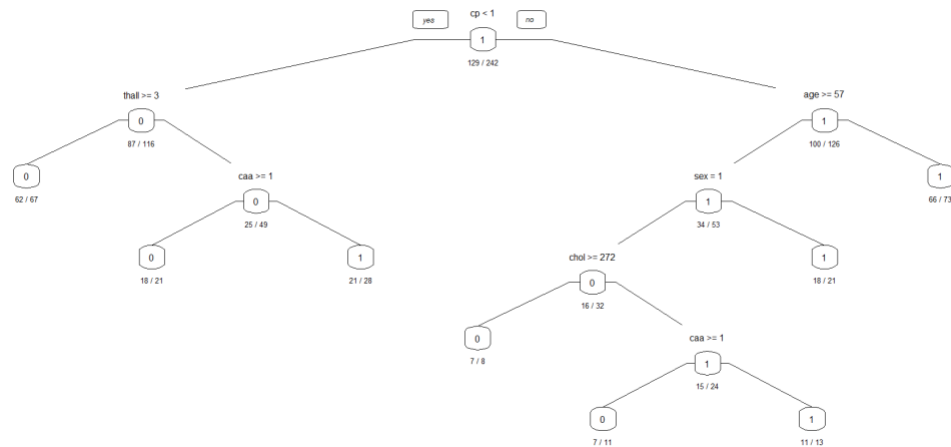 cp < 1
yes
no
1
129 / 242
thall >= 3
age >= 57
0
1
87 / 116
100 / 126
0
caa >= 1
sex = 1
1
62 / 67
66 / 73
0
1
25 / 49
34 / 53
0
1
chol >= 272
1
18 / 21
21 / 28
0
18 / 21
16 / 32
0
caa >= 1
7 / 8
1
15 / 24
0
1
7 / 11
11 / 13